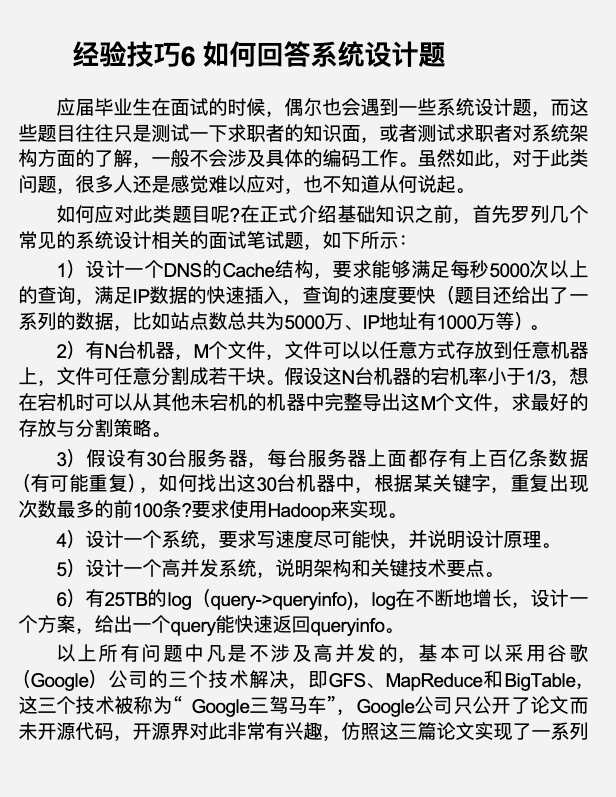 经验技巧6 如何回答系统设计题
应届毕业生在面试的时候，偶尔也会遇到一些系统设计题，而这
些题目往往只是测试一下求职者的知识面，或者测试求职者对系统架
构方面的了解，一般不会涉及具体的编码工作。虽然如此，对于此类
问题，很多人还是感觉难以应对，也不知道从何说起。
如何应对此类题目呢?在正式介绍基础知识之前，首先罗列几个
常见的系统设计相关的面试笔试题，如下所示：
1）设计一个DNS的Cache结构，要求能够满足每秒5000次以上
的查询，满足IP数据的快速插入，查询的速度要快（题目还给出了一
系列的数据，比如站点数总共为5000万、IP地址有1000万等）。
2）有N台机器，M个文件，文件可以以任意方式存放到任意机器
上，文件可任意分割成若干块。假设这N台机器的宕机率小于1/3，想
在宕机时可以从其他未宕机的机器中完整导出这M个文件，求最好的
存放与分割策略。
3）假设有30台服务器，每台服务器上面都存有上百亿条数据
（有可能重复），如何找出这30台机器中，根据某关键字，重复出现
次数最多的前100条?要求使用Hadoop来实现。
4）设计一个系统，要求写速度尽可能快，并说明设计原理。
5）设计一个高并发系统，说明架构和关键技术要点。
6）有25TB的log（query->queryinfo)，log在不断地增长，设计一
个方案，给出一个query能快速返回queryinfo。
以上所有问题中凡是不涉及高并发的，基本可以采用谷歌
（Google）公司的三个技术解决，即GFS、MapReduce和BigTable，
这三个技术被称为“ Google三驾马车”，Google公司只公开了论文而
未开源代码，开源界对此非常有兴趣，仿照这三篇论文实现了一系列